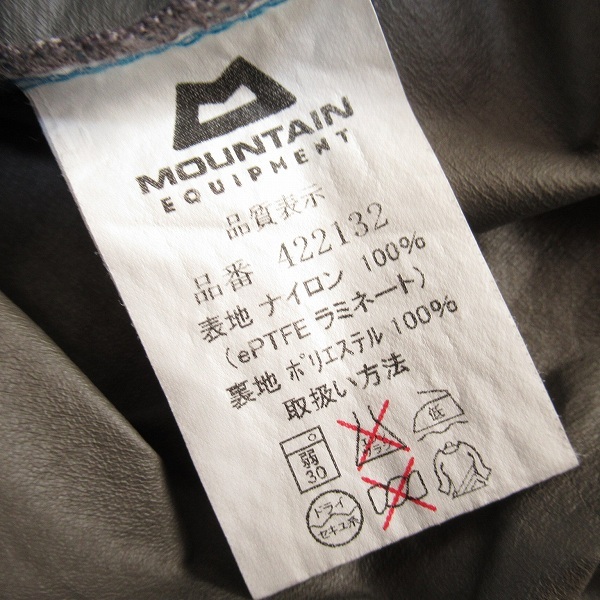 MOUNTAIN
EQUIPMENT
品質表示
品番 422132
表地 ナイロン 100%
(ePTFE ラミネート)
裏地 ポリエステル 100%
取扱い方法
弱
30
低
ドライ
セキユ系